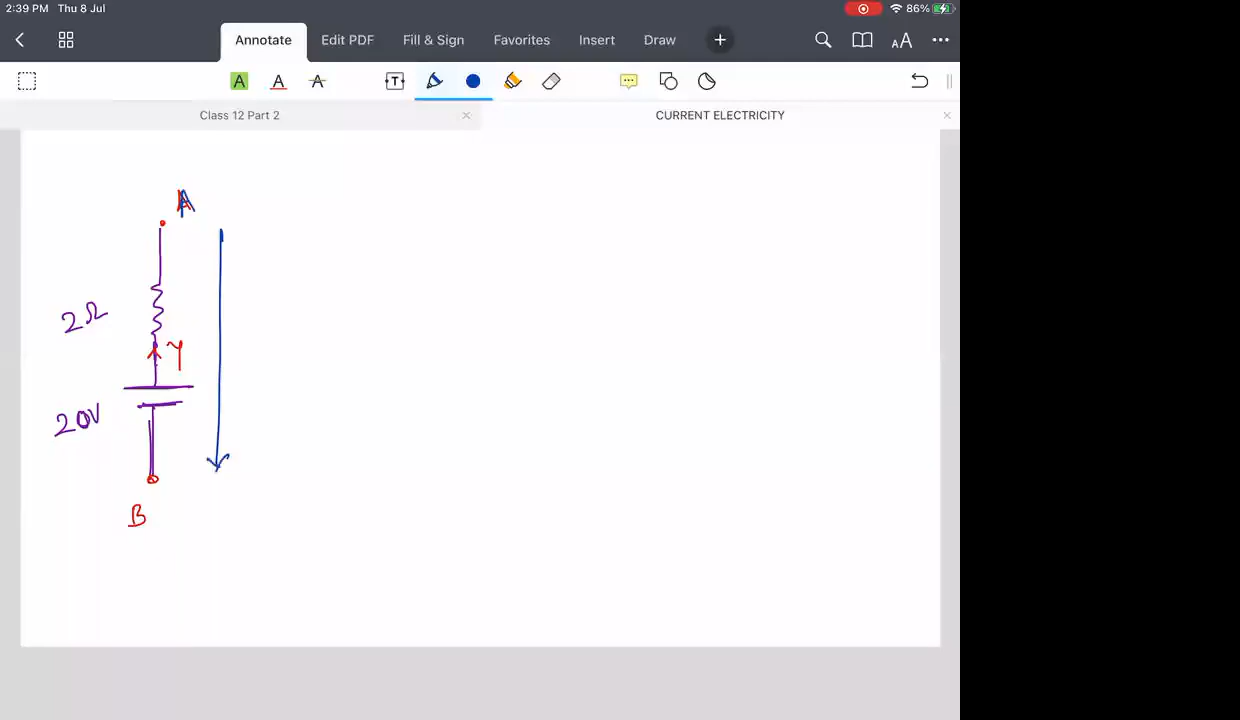 2:39 PM Thu 8 Jul
86%
Annotate Edit PDF Fill & Sign Favorites Insert Draw
A A A T AA
Class 12 Part 2
CURRENT ELECTRICITY
A
2Ω
Y
20V
B